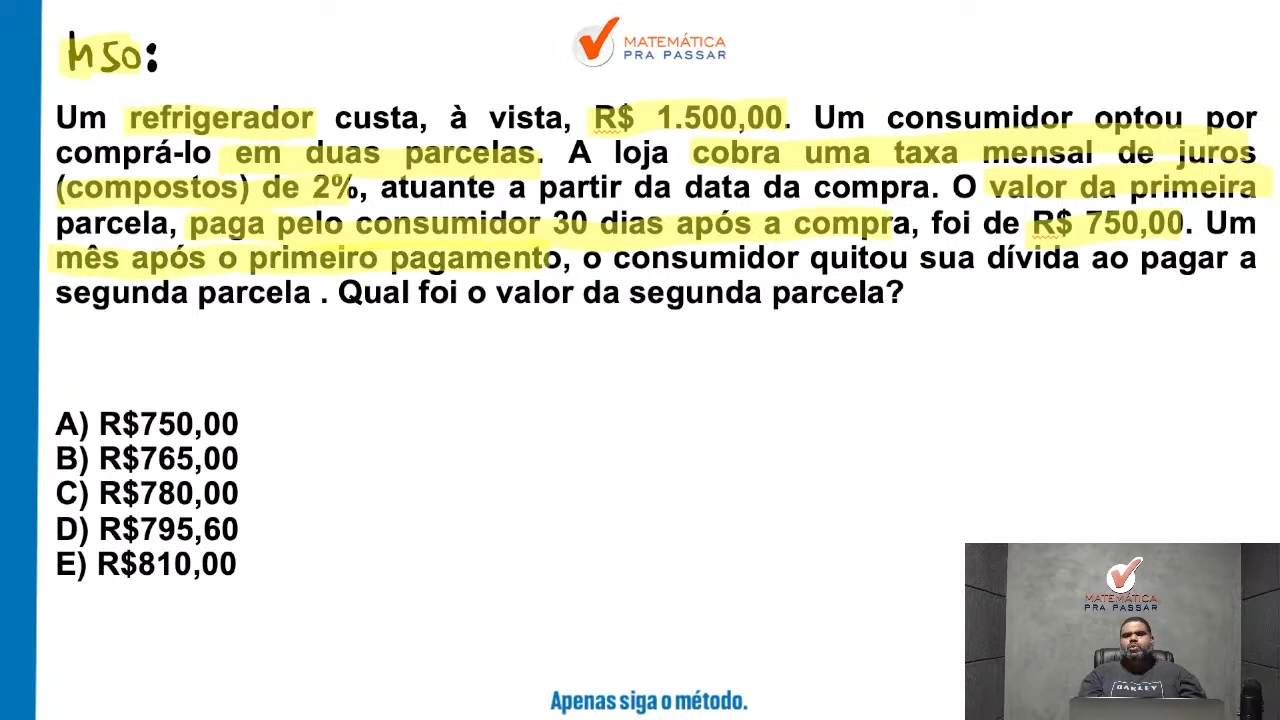 M50:
MATEMÁTICA
PRA PASSAR
Um refrigerador custa, à vista, R$ 1.500,00. Um consumidor optou por
comprá-lo em duas parcelas. A loja cobra uma taxa mensal de juros
(compostos) de 2%, atuante a partir da data da compra. O valor da primeira
parcela, paga pelo consumidor 30 dias após a compra, foi de R$ 750,00. Um
mês após o primeiro pagamento, o consumidor quitou sua dívida ao pagar a
segunda parcela . Qual foi o valor da segunda parcela?
A) R$750,00
B) R$765,00
C) R$780,00
D) R$795,60
E) R$810,00
MATEMÁTICA
PRA PASSAR
OAKLEY
Apenas siga o método.